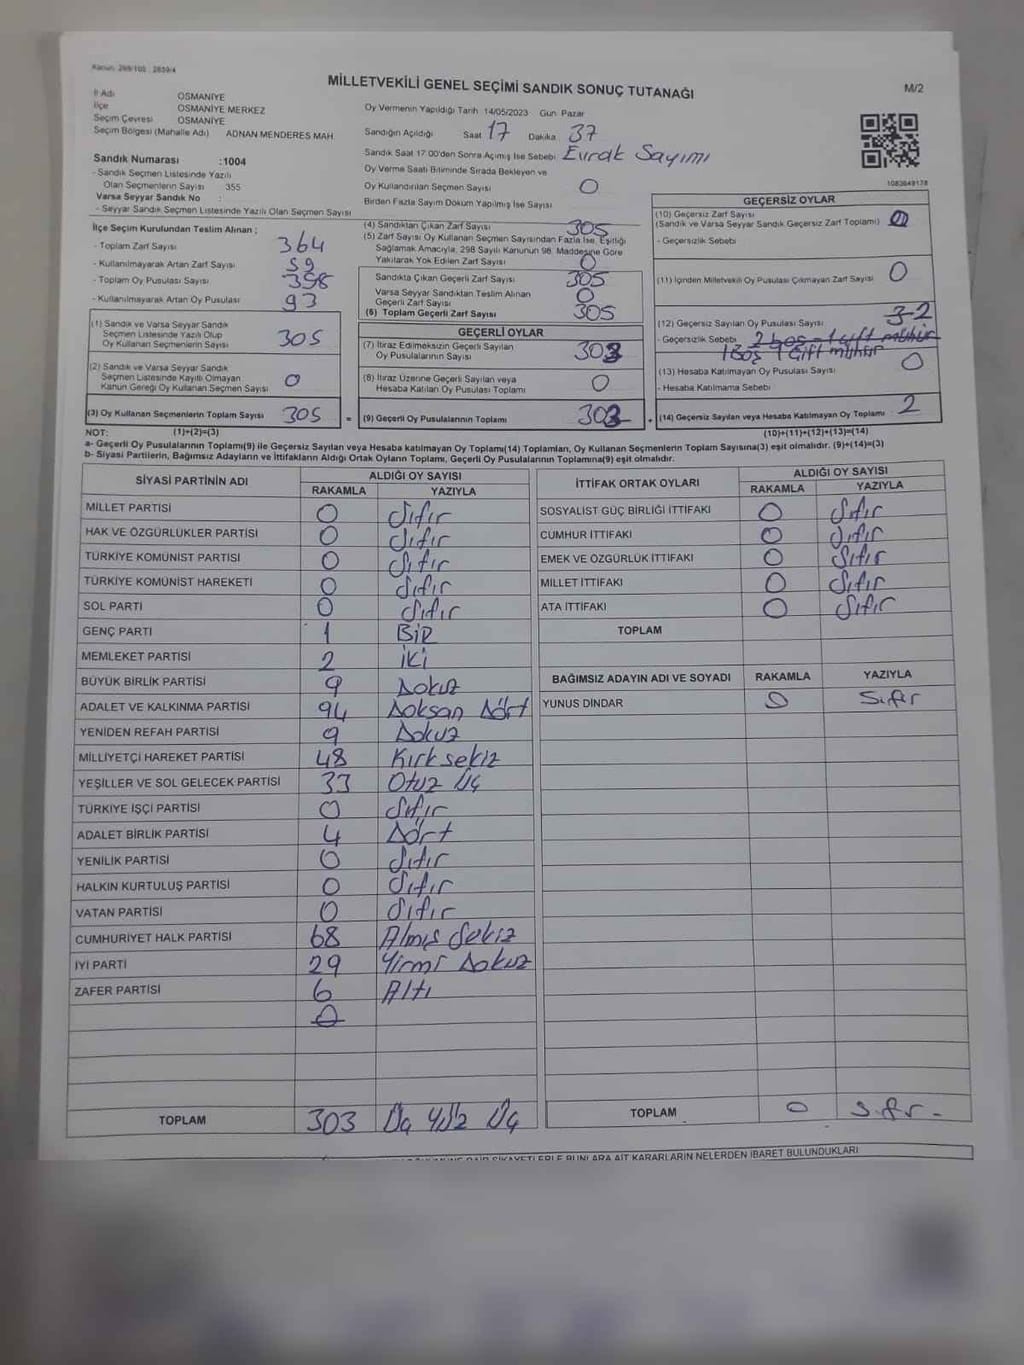 Kanun: 298/105 : 2839/4
MİLLETVEKİLİ GENEL SEÇİMİ SANDIK SONUÇ TUTANAĞI
M/2
İl Adı OSMANİYE
İlçe OSMANİYE MERKEZ
Seçim Çevresi OSMANİYE
Seçim Bölgesi (Mahalle Adı) ADNAN MENDERES MAH
Oy Vermenin Yapıldığı Tarih 14/05/2023 Gün Pazar
Sandığın Açıldığı Saat 17 Dakika 37
Sandık Saat 17:00'den Sonra Açılmış İse Sebebi Evrak Sayımı
Oy Verme Saati Bitiminde Sırada Bekleyen ve
Oy Kullandırılan Seçmen Sayısı 0
Birden Fazla Sayım Döküm Yapılmış İse Sayısı
1083649178
Sandık Numarası :1004
- Sandık Seçmen Listesinde Yazılı
Olan Seçmenlerin Sayısı 355
Varsa Seyyar Sandık No :
- Seyyar Sandık Seçmen Listesinde Yazılı Olan Seçmen Sayısı
İlçe Seçim Kurulundan Teslim Alınan ;
- Toplam Zarf Sayısı 364
- Kullanılmayarak Artan Zarf Sayısı 59
- Toplam Oy Pusulası Sayısı 398
- Kullanılmayarak Artan Oy Pusulası 93
(1) Sandık ve Varsa Seyyar Sandık
Seçmen Listesinde Yazılı Olup
Oy Kullanan Seçmenlerin Sayısı 305
(2) Sandık ve Varsa Seyyar Sandık
Seçmen Listesinde Kayıtlı Olmayan
Kanun Gereği Oy Kullanan Seçmen Sayısı 0
(3) Oy Kullanan Seçmenlerin Toplam Sayısı 305
(4) Sandıktan Çıkan Zarf Sayısı 305
(5) Zarf Sayısı Oy Kullanan Seçmen Sayısından Fazla İse, Eşitliği
Sağlamak Amacıyla, 298 Sayılı Kanunun 98. Maddesine Göre
Yakılarak Yok Edilen Zarf Sayısı 0
Sandıkta Çıkan Geçerli Zarf Sayısı 305
Varsa Seyyar Sandıktan Teslim Alınan
Geçerli Zarf Sayısı 0
(6) Toplam Geçerli Zarf Sayısı 305
GEÇERLİ OYLAR
(7) İtiraz Edilmeksizin Geçerli Sayılan
Oy Pusulalarının Sayısı 303
(8) İtiraz Üzerine Geçerli Sayılan veya
Hesaba Katılan Oy Pusulası Toplamı 0
= (9) Geçerli Oy Pusulalarının Toplamı 303
GEÇERSİZ OYLAR
(10) Geçersiz Zarf Sayısı
(Sandık ve Varsa Seyyar Sandık Geçersiz Zarf Toplamı) 0
- Geçersizlik Sebebi
(11) İçinden Milletvekili Oy Pusulası Çıkmayan Zarf Sayısı 0
(12) Geçersiz Sayılan Oy Pusulası Sayısı 3-2
- Geçersizlik Sebebi 2 boş - 1 çift mühür
1 Boş 1 Çift mühür
(13) Hesaba Katılmayan Oy Pusulası Sayısı 0
- Hesaba Katılmama Sebebi
+ (14) Geçersiz Sayılan veya Hesaba Katılmayan Oy Toplamı 2
NOT: (1)+(2)=(3)
(10)+(11)+(12)+(13)=(14)
a- Geçerli Oy Pusulalarının Toplamı(9) ile Geçersiz Sayılan veya Hesaba katılmayan Oy Toplamı(14) Toplamları, Oy Kullanan Seçmenlerin Toplam Sayısına(3) eşit olmalıdır. (9)+(14)=(3)
b- Siyasi Partilerin, Bağımsız Adayların ve İttifakların Aldığı Ortak Oyların Toplamı, Geçerli Oy Pusulalarının Toplamına(9) eşit olmalıdır.
SİYASİ PARTİNİN ADI ALDIĞI OY SAYISI
RAKAMLA YAZIYLA
MİLLET PARTİSİ 0 Sıfır
HAK VE ÖZGÜRLÜKLER PARTİSİ 0 Sıfır
TÜRKİYE KOMÜNİST PARTİSİ 0 Sıfır
TÜRKİYE KOMÜNİST HAREKETİ 0 Sıfır
SOL PARTİ 0 Sıfır
GENÇ PARTİ 1 BİR
MEMLEKET PARTİSİ 2 İKİ
BÜYÜK BİRLİK PARTİSİ 9 Dokuz
ADALET VE KALKINMA PARTİSİ 94 Doksan Dört
YENİDEN REFAH PARTİSİ 9 Dokuz
MİLLİYETÇİ HAREKET PARTİSİ 48 Kırk sekiz
YEŞİLLER VE SOL GELECEK PARTİSİ 33 Otuz Üç
TÜRKİYE İŞÇİ PARTİSİ 0 Sıfır
ADALET BİRLİK PARTİSİ 4 Dört
YENİLİK PARTİSİ 0 Sıfır
HALKIN KURTULUŞ PARTİSİ 0 Sıfır
VATAN PARTİSİ 0 Sıfır
CUMHURİYET HALK PARTİSİ 68 Almış Sekiz
İYİ PARTİ 29 Yirmi Dokuz
ZAFER PARTİSİ 6 Altı
0
TOPLAM 303 Üç Yüz Üç
İTTİFAK ORTAK OYLARI ALDIĞI OY SAYISI
RAKAMLA YAZIYLA
SOSYALİST GÜÇ BİRLİĞİ İTTİFAKI 0 Sıfır
CUMHUR İTTİFAKI 0 Sıfır
EMEK VE ÖZGÜRLÜK İTTİFAKI 0 Sıfır
MİLLET İTTİFAKI 0 Sıfır
ATA İTTİFAKI 0 Sıfır
TOPLAM
BAĞIMSIZ ADAYIN ADI VE SOYADI RAKAMLA YAZIYLA
YUNUS DİNDAR 0 Sıfır
TOPLAM 0 Sıfır -
ŞİKAYETLERLE BUNLARA AİT KARARLARIN NELERDEN İBARET BULUNDUKLARI